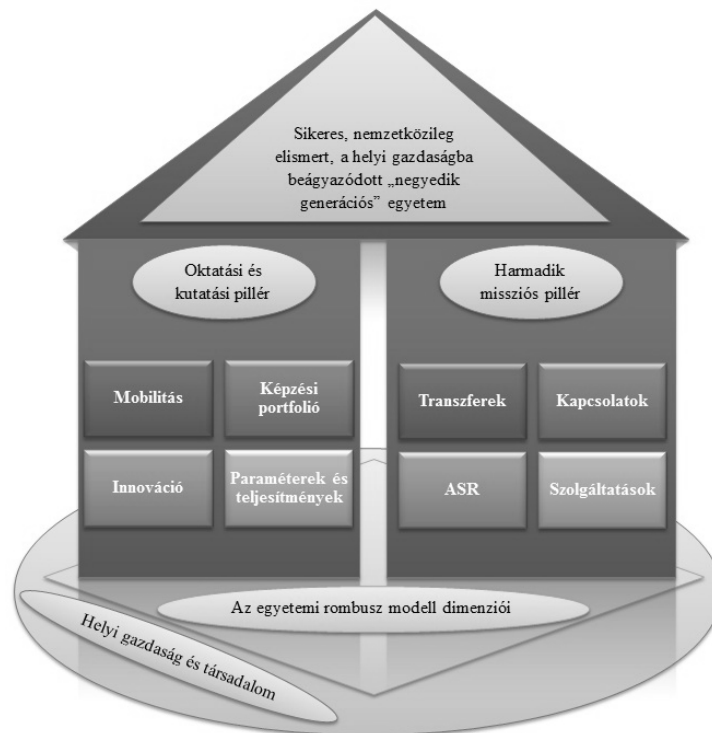 Sikeres, nemzetközileg
elismert, a helyi gazdaságba
beágyazódott „negyedik
generációs” egyetem
Oktatási és
kutatási pillér
Harmadik
missziós pillér
Mobilitás
Képzési
portfolió
Transzferek
Kapcsolatok
Innováció
Paraméterek és
teljesítmények
ASR
Szolgáltatások
Az egyetemi rombusz modell dimenziói
Helyi gazdaság és társadalom